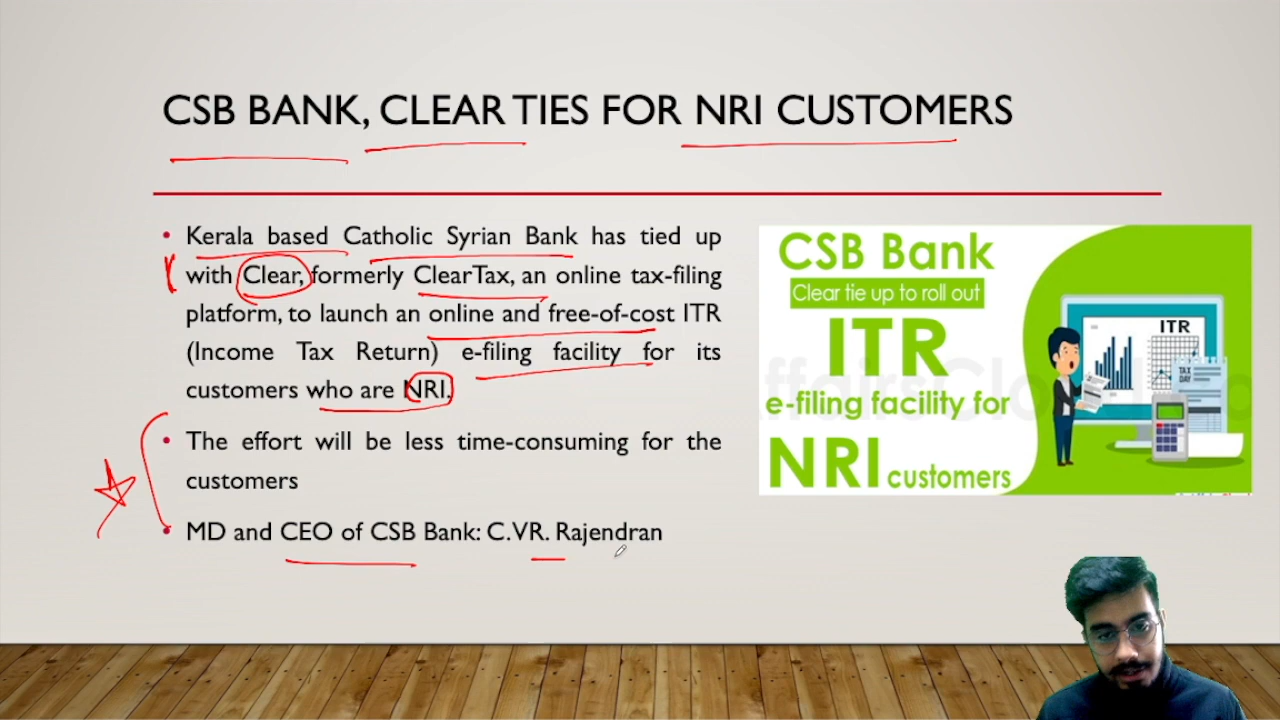 CSB BANK, CLEAR TIES FOR NRI CUSTOMERS
• Kerala based Catholic Syrian Bank has tied up
with Clear, formerly ClearTax, an online tax-filing
platform, to launch an online and free-of-cost ITR
(Income Tax Return) e-filing facility for its
customers who are NRI.
• The effort will be less time-consuming for the
customers
• MD and CEO of CSB Bank: C.VR. Rajendran
CSB Bank
Clear tie up to roll out
ITR
e-filing facility for
NRI customers
ITR
TAX
DAY